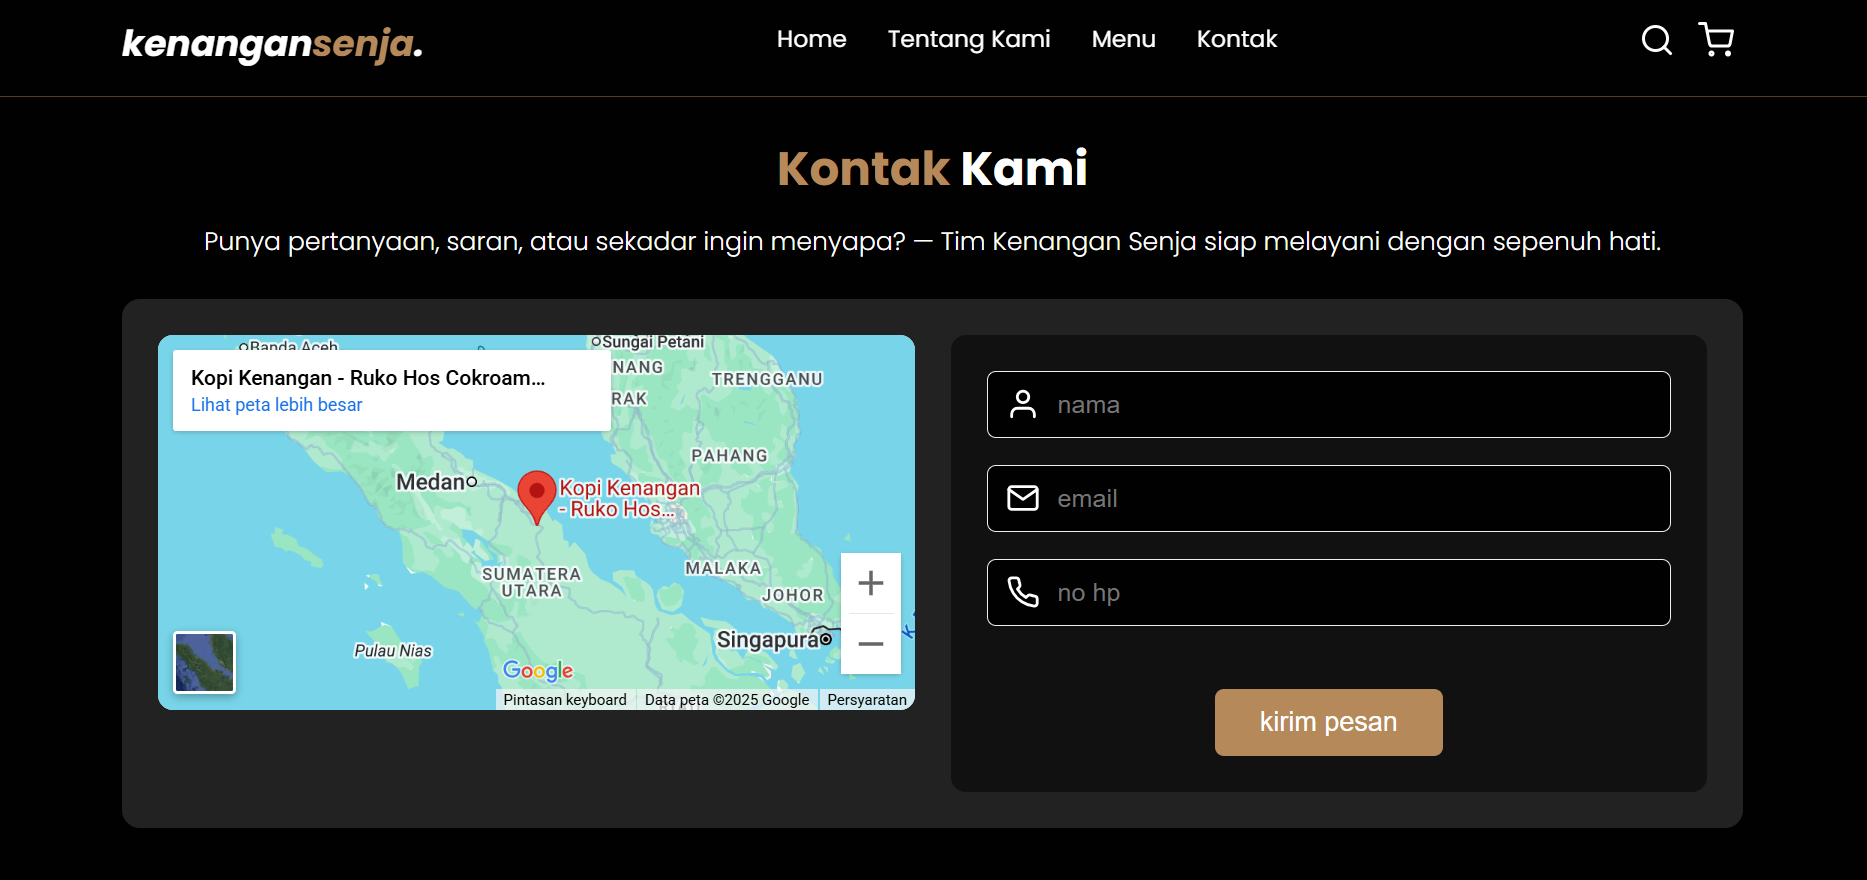 kenangansenja.
Home Tentang Kami Menu Kontak
Kontak Kami
Punya pertanyaan, saran, atau sekadar ingin menyapa? — Tim Kenangan Senja siap melayani dengan sepenuh hati.
Banda Aceh
Sungai Petani
Kopi Kenangan - Ruko Hos Cokroam...
Lihat peta lebih besar
NANG
TRENGGANU
RAK
PAHANG
Medan
Kopi Kenangan
- Ruko Hos...
SUMATERA
UTARA
MALAKA
JOHOR
Singapura
Pulau Nias
Google
Pintasan keyboard
Data peta ©2025 Google
Persyaratan
nama
email
no hp
kirim pesan